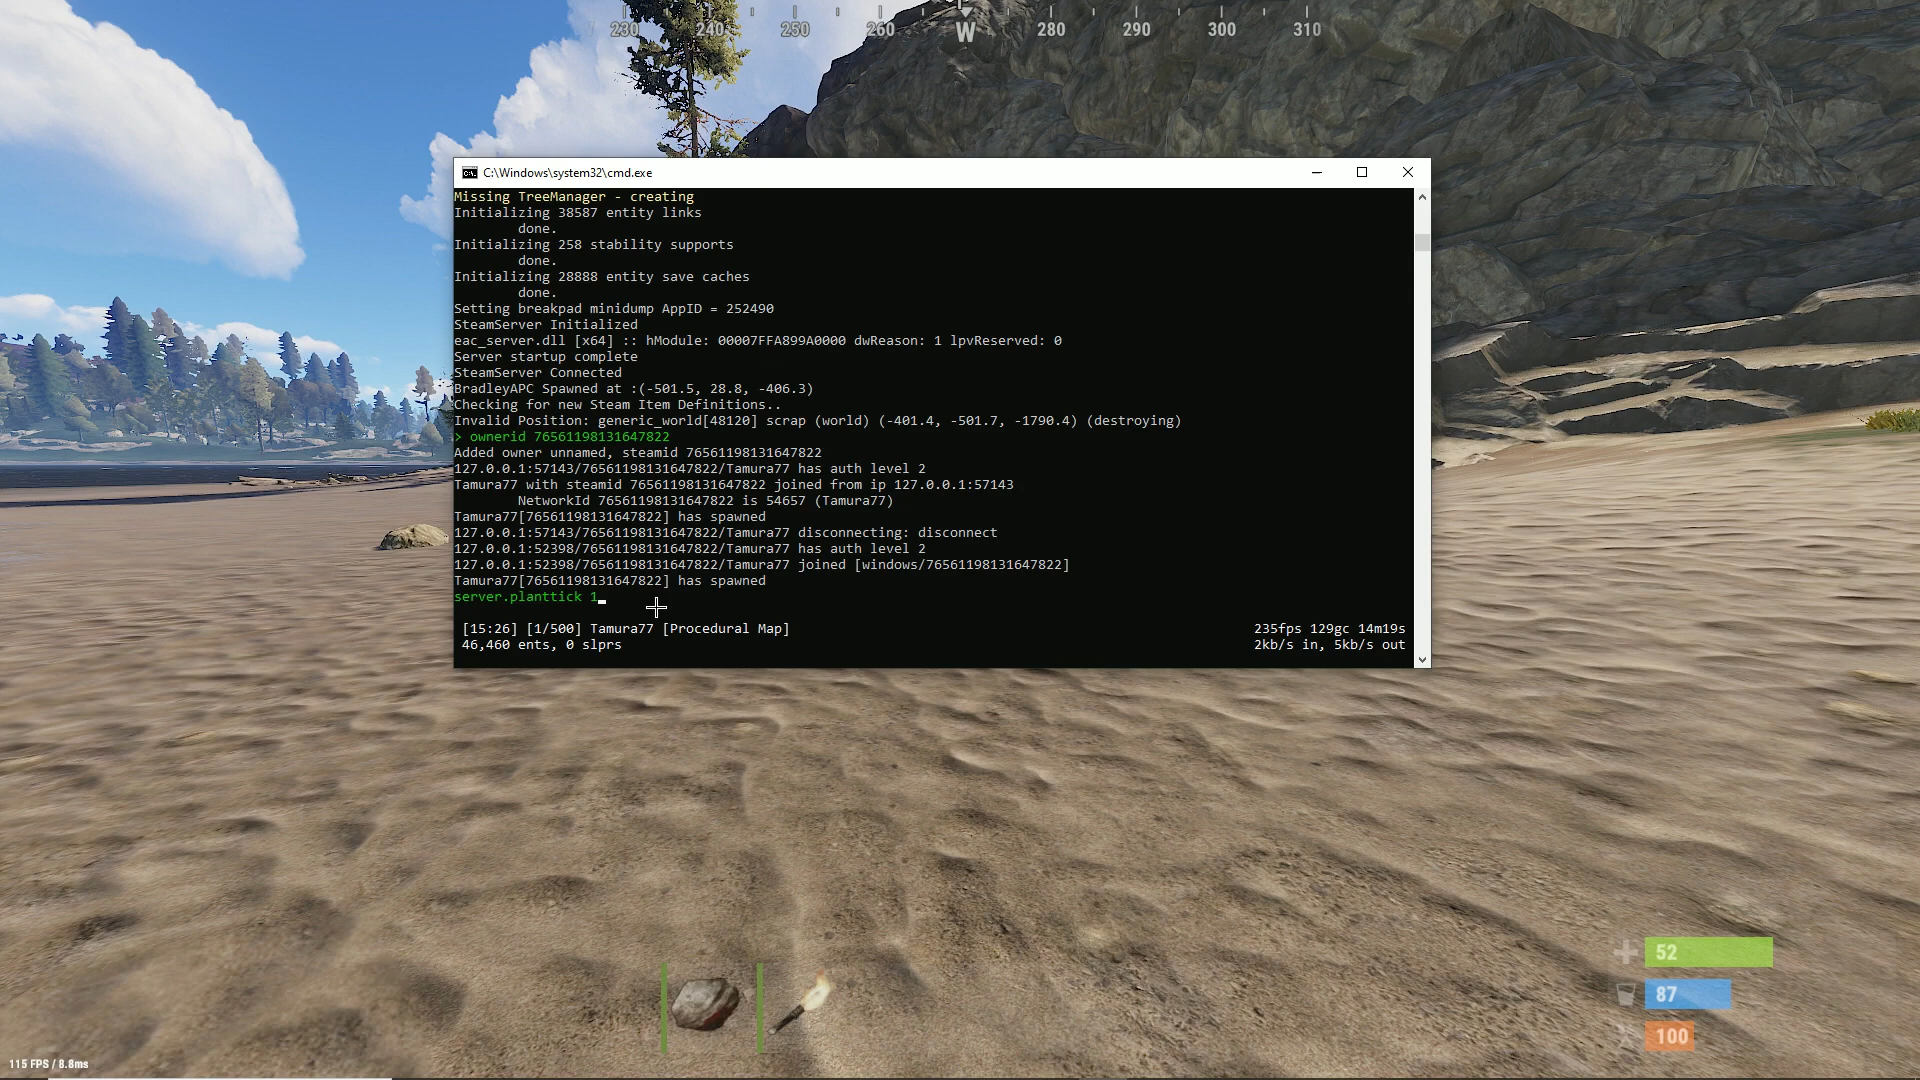 230 240 250 260 W 280 290 300 310
C:\Windows\system32\cmd.exe
Missing TreeManager - creating
Initializing 38587 entity links
done.
Initializing 258 stability supports
done.
Initializing 28888 entity save caches
done.
Setting breakpad minidump AppID = 252490
SteamServer Initialized
eac_server.dll [x64] :: hModule: 00007FFA899A0000 dwReason: 1 lpvReserved: 0
Server startup complete
SteamServer Connected
BradleyAPC Spawned at :(-501.5, 28.8, -406.3)
Checking for new Steam Item Definitions..
Invalid Position: generic_world[48120] scrap (world) (-401.4, -501.7, -1790.4) (destroying)
> ownerid 76561198131647822
Added owner unnamed, steamid 76561198131647822
127.0.0.1:57143/76561198131647822/Tamura77 has auth level 2
Tamura77 with steamid 76561198131647822 joined from ip 127.0.0.1:57143
NetworkId 76561198131647822 is 54657 (Tamura77)
Tamura77[76561198131647822] has spawned
127.0.0.1:57143/76561198131647822/Tamura77 disconnecting: disconnect
127.0.0.1:52398/76561198131647822/Tamura77 has auth level 2
127.0.0.1:52398/76561198131647822/Tamura77 joined [windows/76561198131647822]
Tamura77[76561198131647822] has spawned
server.planttick 1
[15:26] [1/500] Tamura77 [Procedural Map] 235fps 129gc 14m19s
46,460 ents, 0 slprs 2kb/s in, 5kb/s out
52
87
100
115 FPS / 8.8ms